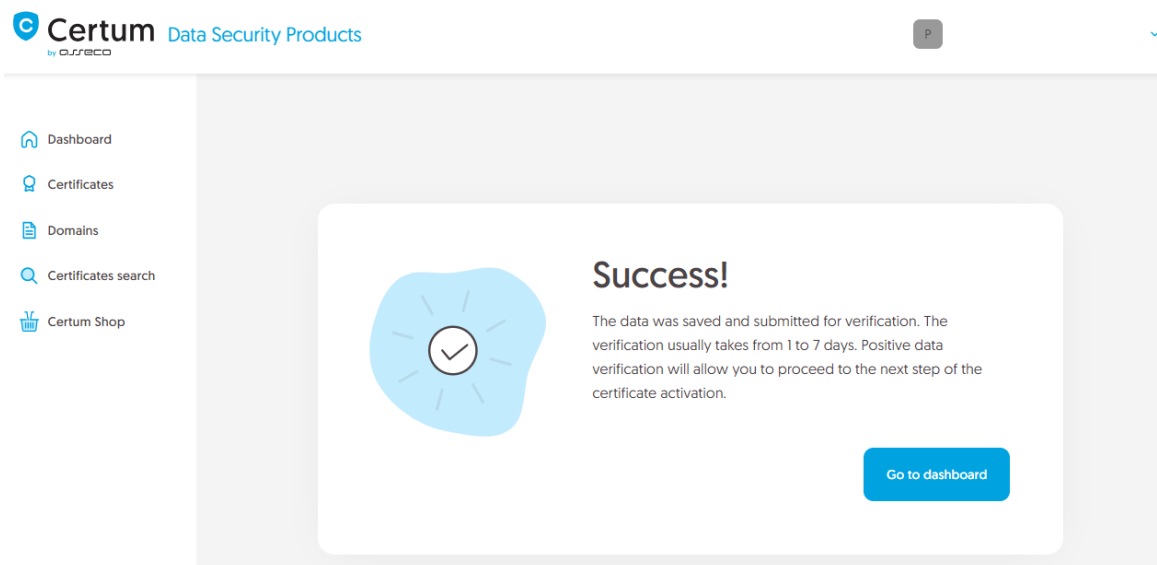 Certum
by asseco
Data Security Products
P
Dashboard
Certificates
Domains
Certificates search
Certum Shop
Success!
The data was saved and submitted for verification. The
verification usually takes from 1 to 7 days. Positive data
verification will allow you to proceed to the next step of the
certificate activation.
Go to dashboard